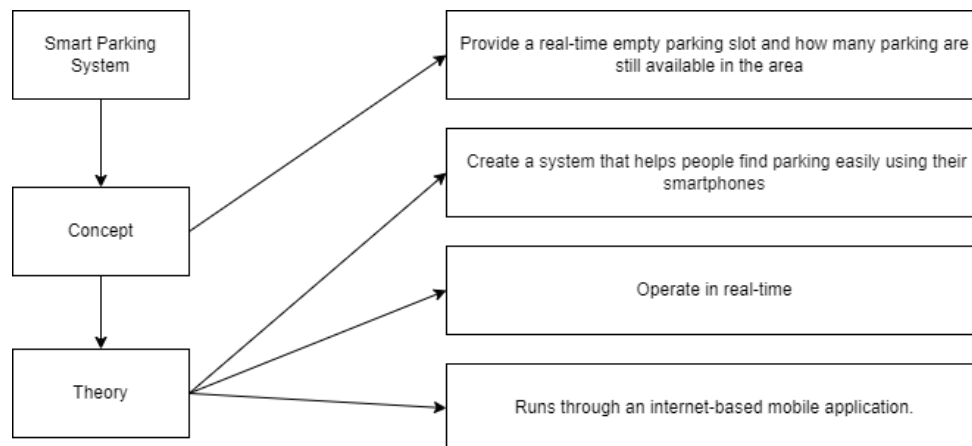 Smart Parking
System
Provide a real-time empty parking slot and how many parking are
still available in the area
Create a system that helps people find parking easily using their
smartphones
Concept
Operate in real-time
Theory
Runs through an internet-based mobile application.